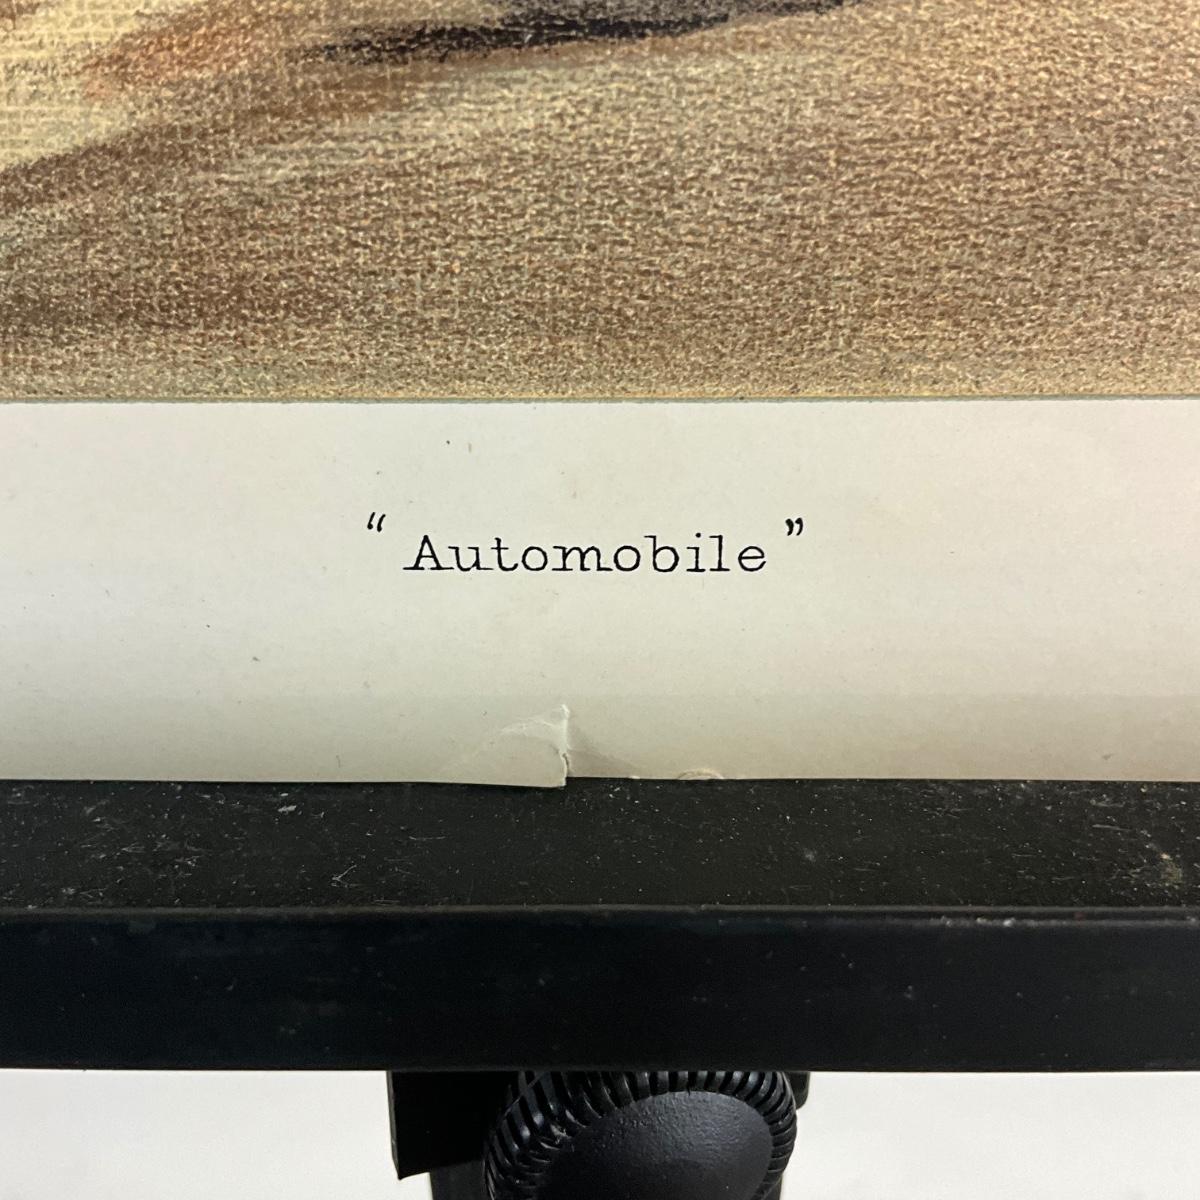 “ Automobile ”